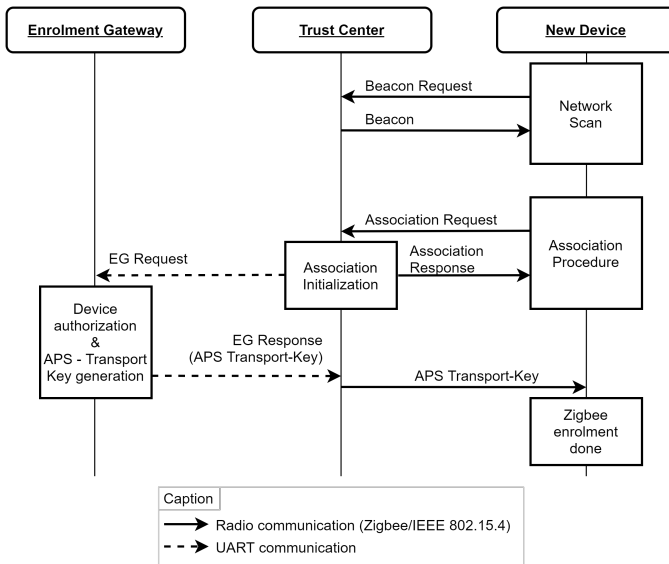 Enrolment Gateway
Trust Center
New Device
Beacon Request
Beacon
Network
Scan
Association Request
EG Request
Association
Initialization
Association
Response
Association
Procedure
Device
authorization
&
APS - Transport
Key generation
EG Response
(APS Transport-Key)
APS Transport-Key
Zigbee
enrolment
done
Caption
Radio communication (Zigbee/IEEE 802.15.4)
UART communication